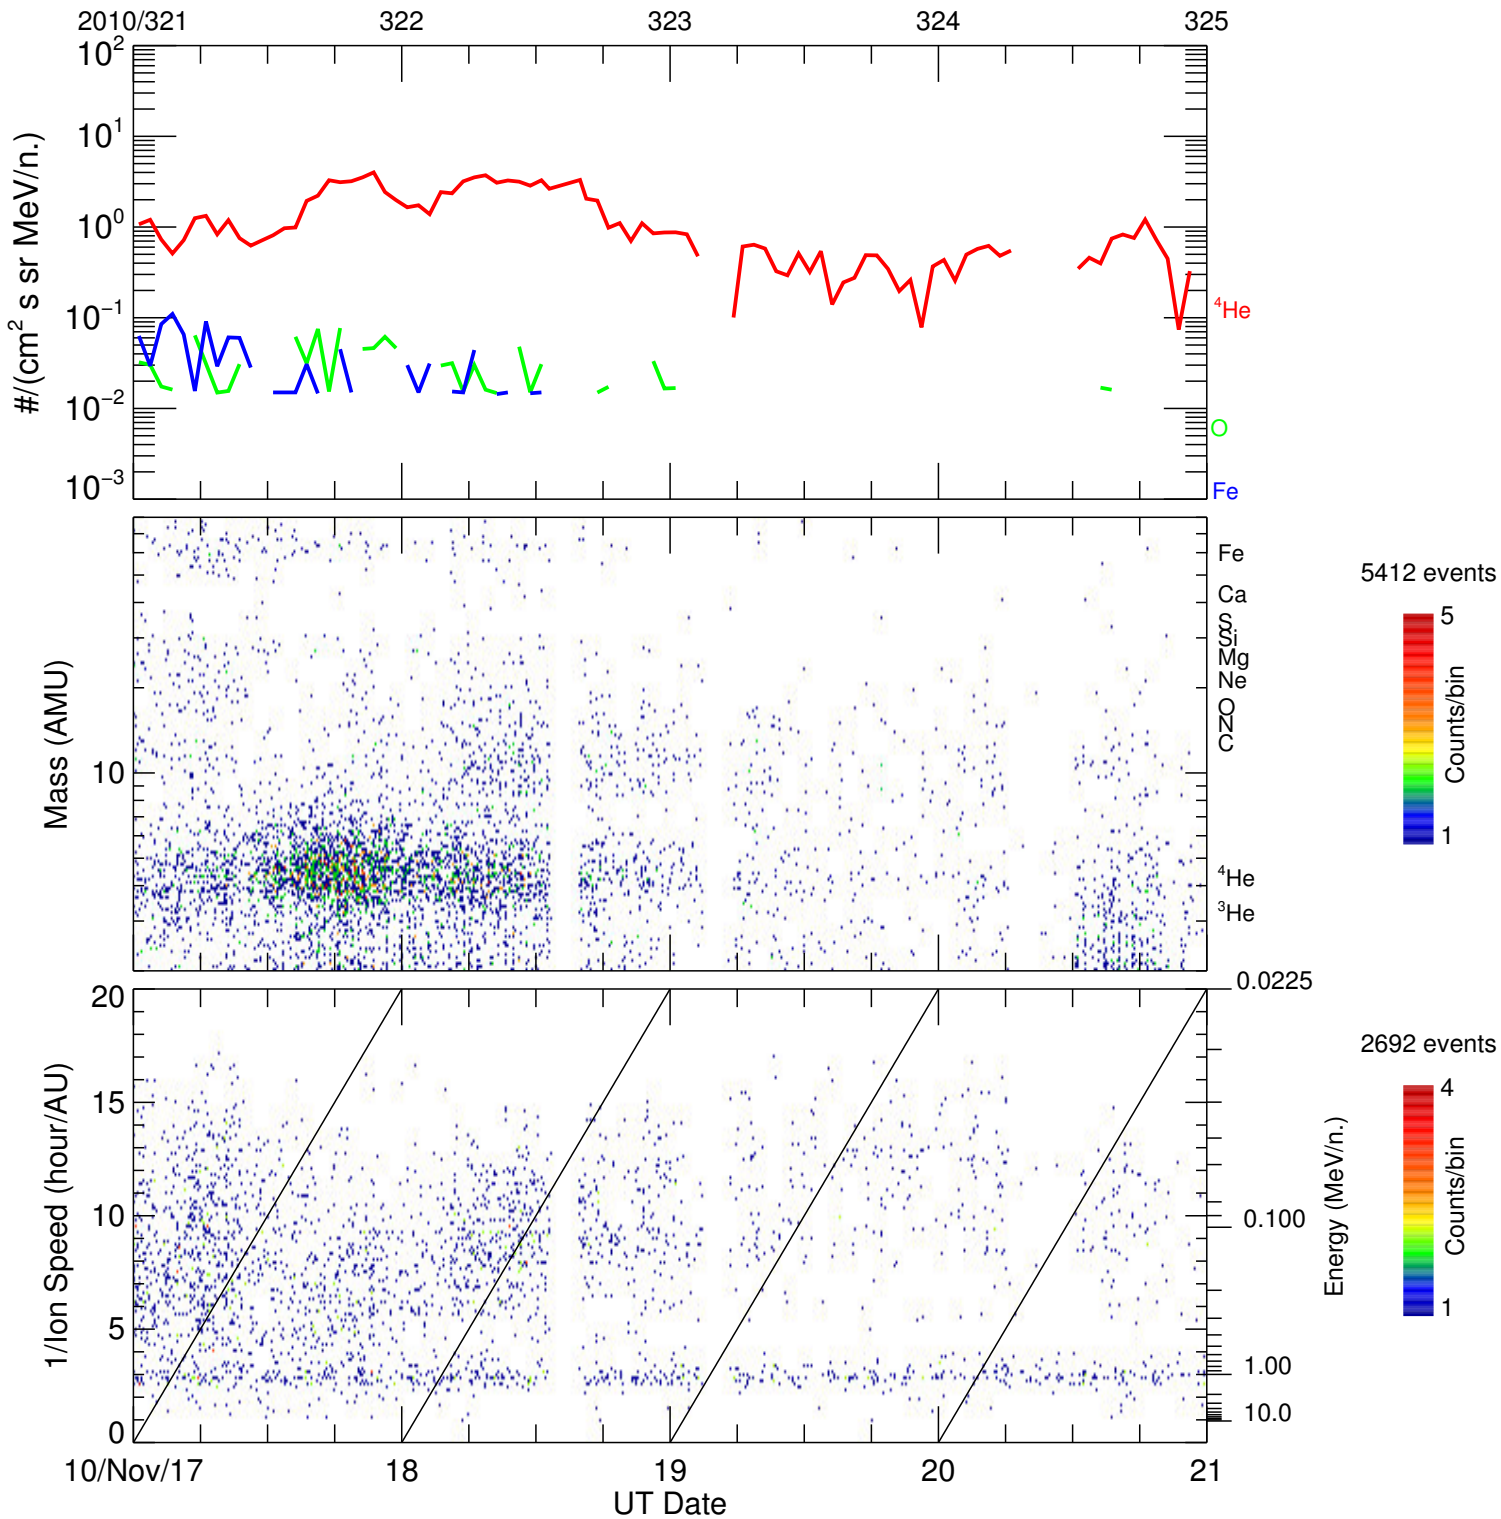 2010/321 322 323 324 325
10² 10¹ 10⁰ 10⁻¹ 10⁻² 10⁻³
#/(cm² s sr MeV/n.)
⁴He
O
Fe
Mass (AMU)
10
Fe
Ca
S
Si
Mg
Ne
O
N
C
⁴He
³He
5412 events
5
Counts/bin
1
1/Ion Speed (hour/AU)
20
15
10
5
0
0.0225
0.100
1.00
10.0
Energy (MeV/n.)
2692 events
4
Counts/bin
1
10/Nov/17 18 19 20 21
UT Date